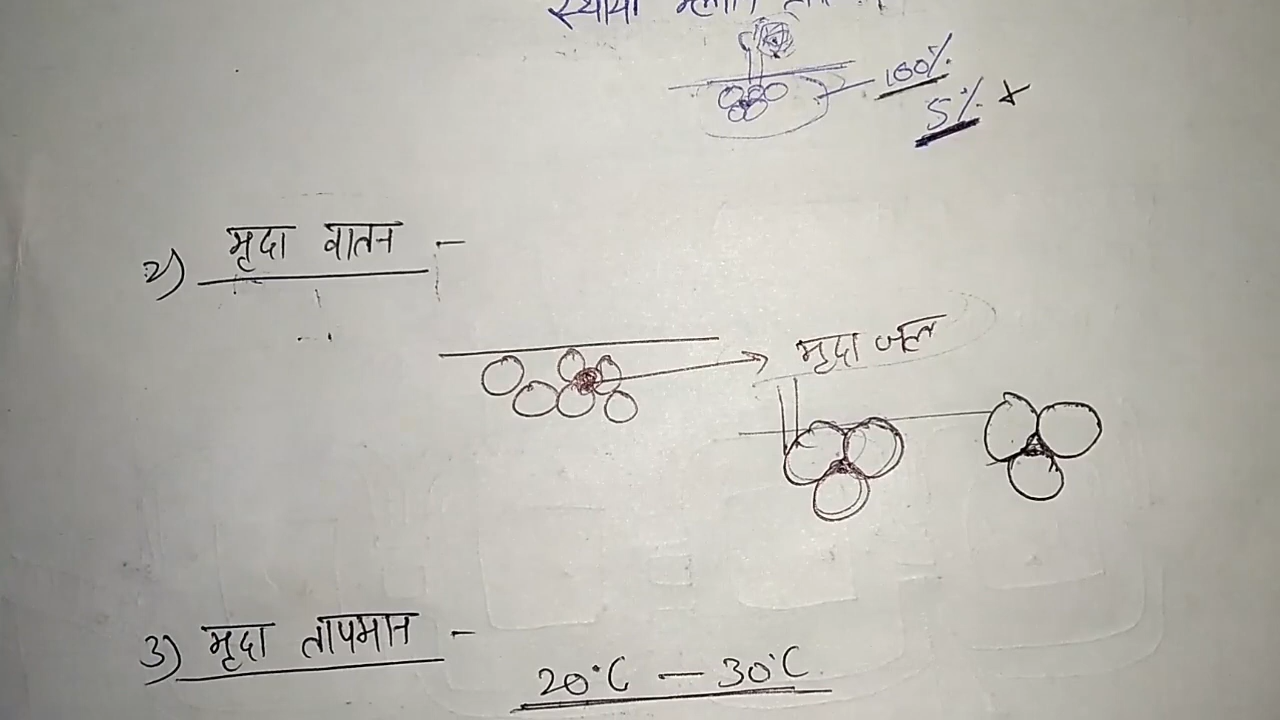 स्थायी
100%
5% ×
2) मृदा वातन -
मृदा जल
3) मृदा तापमान -
20°C — 30°C